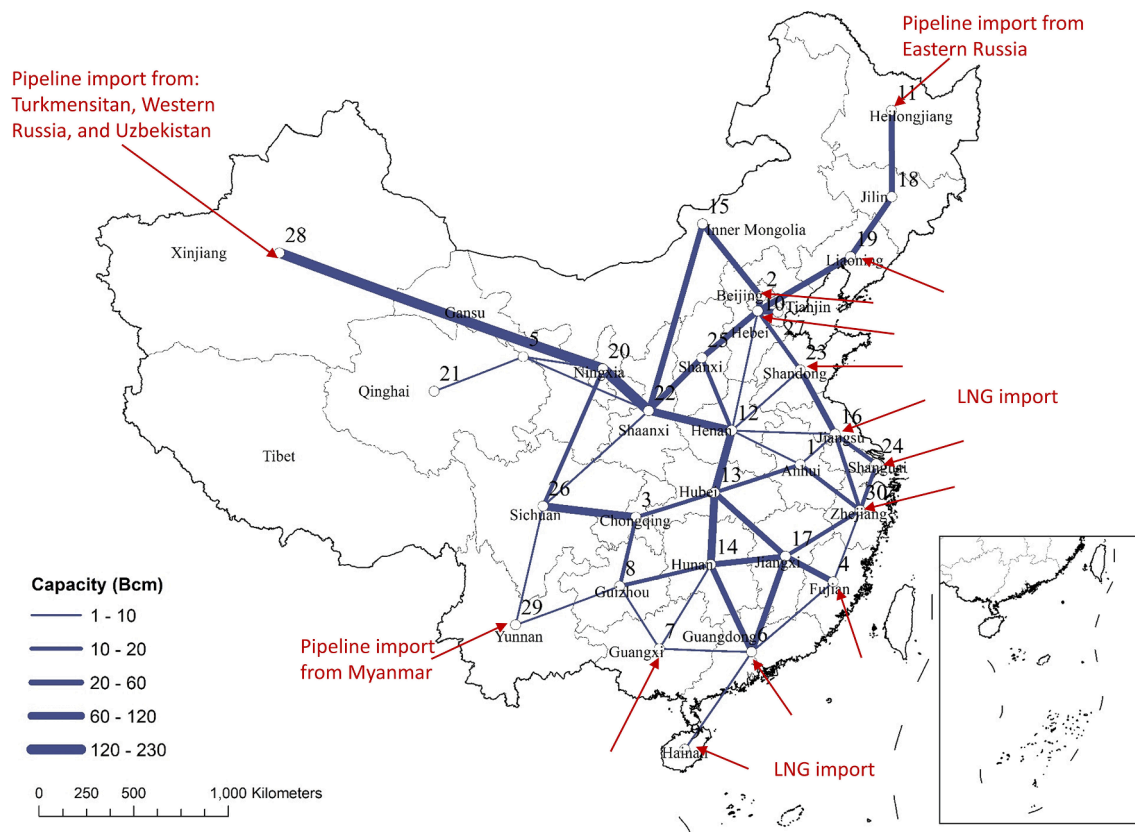 Pipeline import from
Eastern Russia
Pipeline import from:
Turkmensitan, Western
Russia, and Uzbekistan
11
Heilongjiang
18
Jilin
15
Inner Mongolia
19
Liaoning
28
Xinjiang
2
Beijing
10
Tianjin
Hebei
27
Gansu
5
20
Ningxia
25
Shanxi
23
Shandong
21
Qinghai
22
Shaanxi
12
Henan
LNG import
16
Jiangsu
1
Anhui
24
Shanghai
Tibet
13
Hubei
26
Sichuan
3
Chongqing
30
Zhejiang
14
Hunan
17
Jiangxi
4
Fujian
8
Guizhou
29
Yunnan
Pipeline import
from Myanmar
7
Guangxi
Guangdong
6
9
Hainan
LNG import
Capacity (Bcm)
1 - 10
10 - 20
20 - 60
60 - 120
120 - 230
0 250 500 1,000 Kilometers